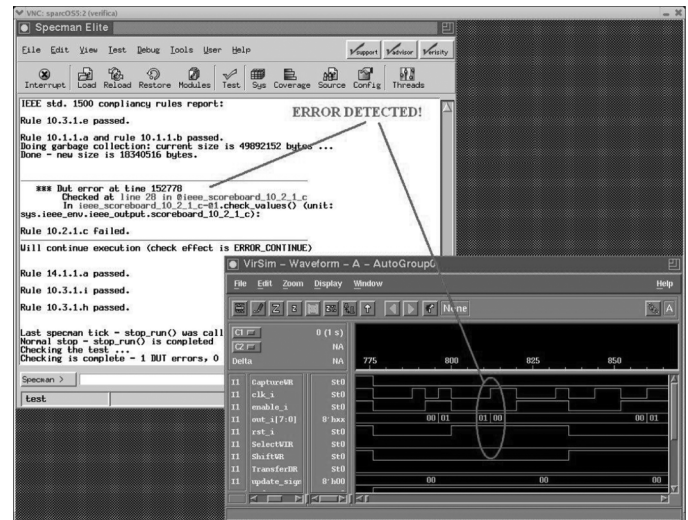 VNC: sparcOS5:2 (verifica)
Specman Elite
File Edit View Test Debug Tools User Help
Vsupport Vadvisor Verisity
Interrupt Load Reload Restore Modules Test Sys Coverage Source Config Threads
IEEE std. 1500 compliancy rules report:
ERROR DETECTED!
Rule 10.3.1.e passed.
Rule 10.1.1.a and rule 10.1.1.b passed.
Doing garbage collection: current size is 49892152 bytes ...
Done - new size is 18340516 bytes.
*** Dut error at time 152778
Checked at line 28 in @ieee_scoreboard_10_2_1_c
In ieee_scoreboard_10_2_1_c-@1.check_values() (unit:
sys.ieee_env.ieee_output.scoreboard_10_2_1_c):
Rule 10.2.1.c failed.
Will continue execution (check effect is ERROR_CONTINUE)
Rule 14.1.1.a passed.
Rule 10.3.1.i passed.
Rule 10.3.1.h passed.
Last specman tick - stop_run() was call
Normal stop - stop_run() is completed
Checking the test ...
Checking is complete - 1 DUT errors, 0
Specman >
test
VirSim - Waveform - A - AutoGroup0
File Edit Zoom Display Window Help
None A
C1 0 (1 s)
C2 NA
Delta NA 775 800 825 850
I1 CaptureWR St0
I1 clk_i St0
I1 enable_i St0
I1 out_i[7:0] 8'hxx 00 01 01 00 00 01
I1 rst_i St0
I1 SelectWIR St0
I1 ShiftWR St0
I1 TransferDR St0
I1 update_sign 8'h00 00 00 00